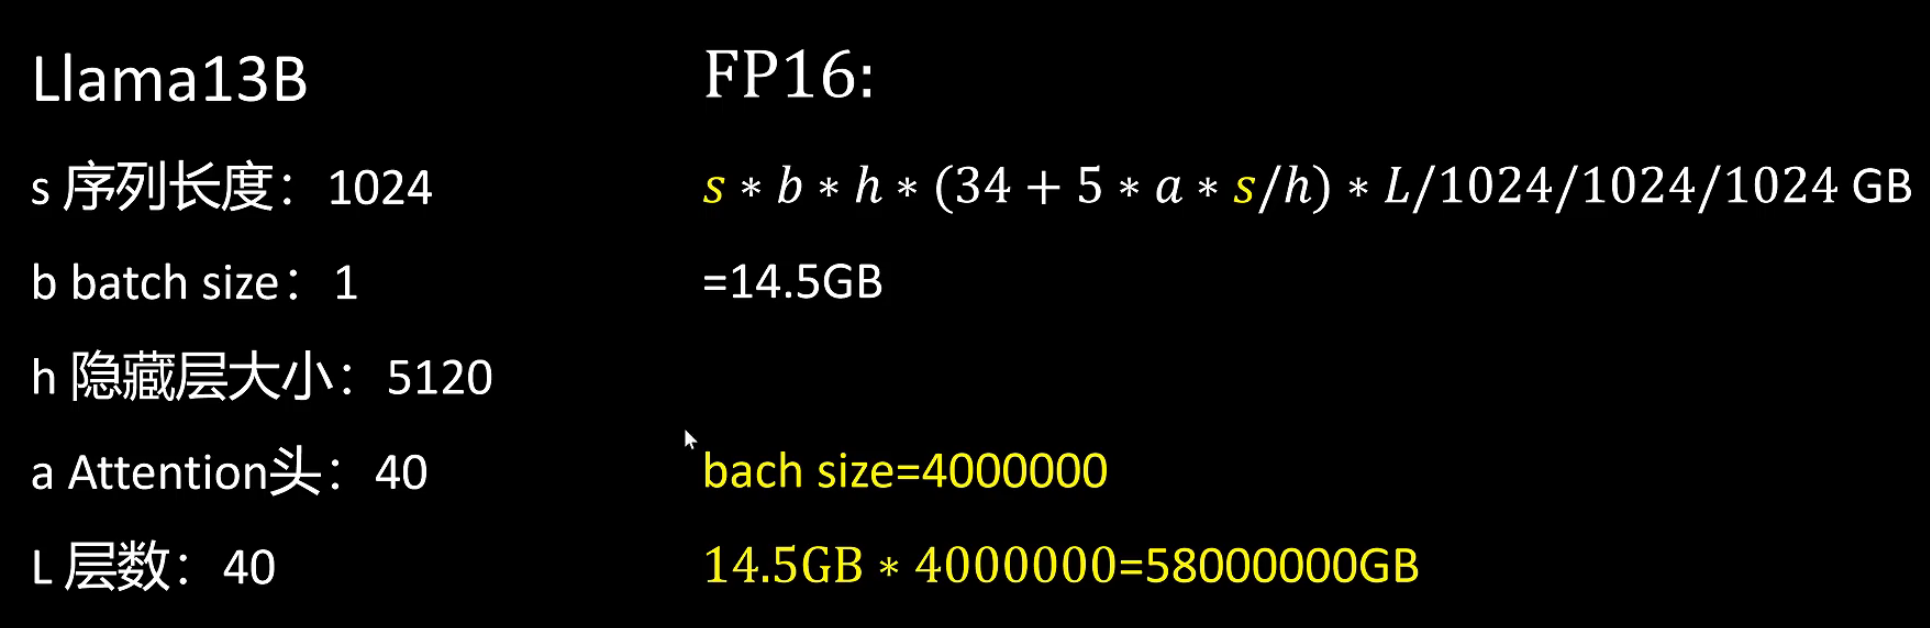 Llama13B
s 序列长度：1024
b batch size：1
h 隐藏层大小：5120
a Attention头：40
L 层数：40
FP16:
s ∗ b ∗ h ∗ (34 + 5 ∗ a ∗ s/h) ∗ L/1024/1024/1024 GB
=14.5GB
bach size=4000000
14.5GB ∗ 4000000=58000000GB